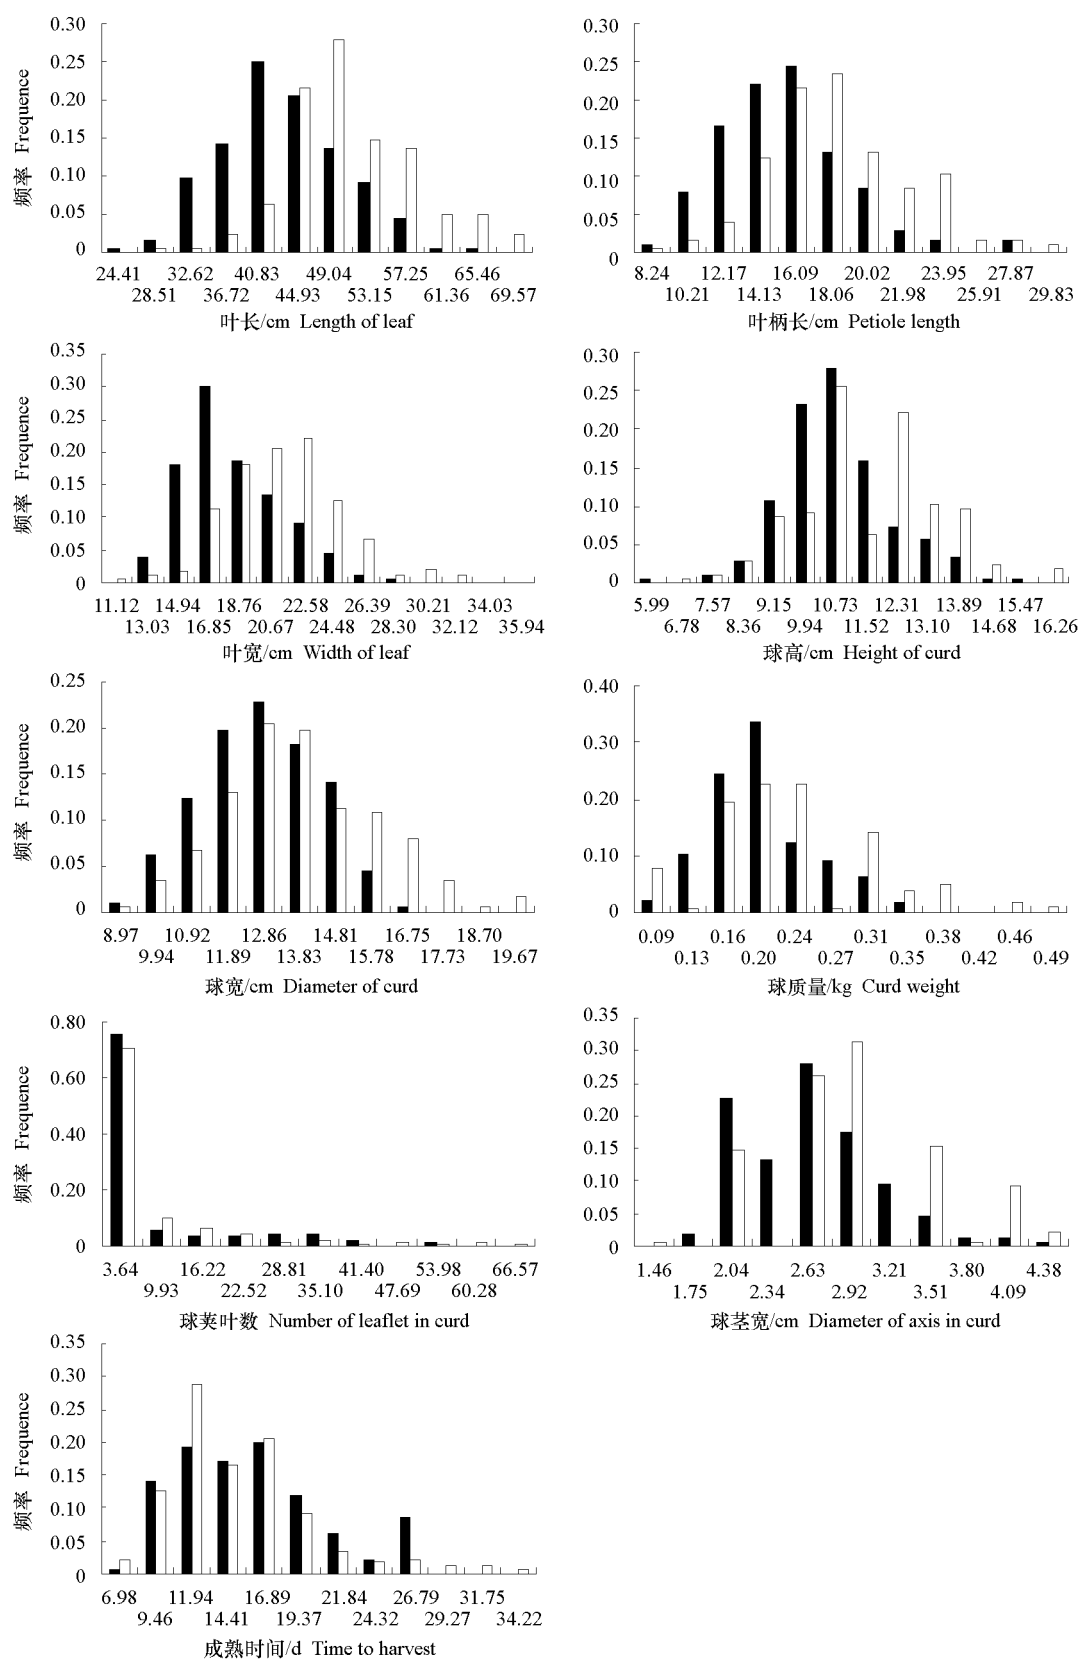 0.30
0.25
0.20
0.15
0.10
0.05
0
频率 Frequence
24.41 32.62 40.83 49.04 57.25 65.46
28.51 36.72 44.93 53.15 61.36 69.57
叶长/cm Length of leaf
0.30
0.25
0.20
0.15
0.10
0.05
0
8.24 12.17 16.09 20.02 23.95 27.87
10.21 14.13 18.06 21.98 25.91 29.83
叶柄长/cm Petiole length
0.35
0.30
0.25
0.20
0.15
0.10
0.05
0
频率 Frequence
11.12 14.94 18.76 22.58 26.39 30.21 34.03
13.03 16.85 20.67 24.48 28.30 32.12 35.94
叶宽/cm Width of leaf
0.30
0.25
0.20
0.15
0.10
0.05
0
5.99 7.57 9.15 10.73 12.31 13.89 15.47
6.78 8.36 9.94 11.52 13.10 14.68 16.26
球高/cm Height of curd
0.25
0.20
0.15
0.10
0.05
0
频率 Frequence
8.97 10.92 12.86 14.81 16.75 18.70
9.94 11.89 13.83 15.78 17.73 19.67
球宽/cm Diameter of curd
0.40
0.30
0.20
0.10
0
0.09 0.16 0.24 0.31 0.38 0.46
0.13 0.20 0.27 0.35 0.42 0.49
球质量/kg Curd weight
0.80
0.60
0.40
0.20
0
频率 Frequence
3.64 16.22 28.81 41.40 53.98 66.57
9.93 22.52 35.10 47.69 60.28
球荚叶数 Number of leaflet in curd
0.35
0.30
0.25
0.20
0.15
0.10
0.05
0
1.46 2.04 2.63 3.21 3.80 4.38
1.75 2.34 2.92 3.51 4.09
球茎宽/cm Diameter of axis in curd
0.35
0.30
0.25
0.20
0.15
0.10
0.05
0
频率 Frequence
6.98 11.94 16.89 21.84 26.79 31.75
9.46 14.41 19.37 24.32 29.27 34.22
成熟时间/d Time to harvest